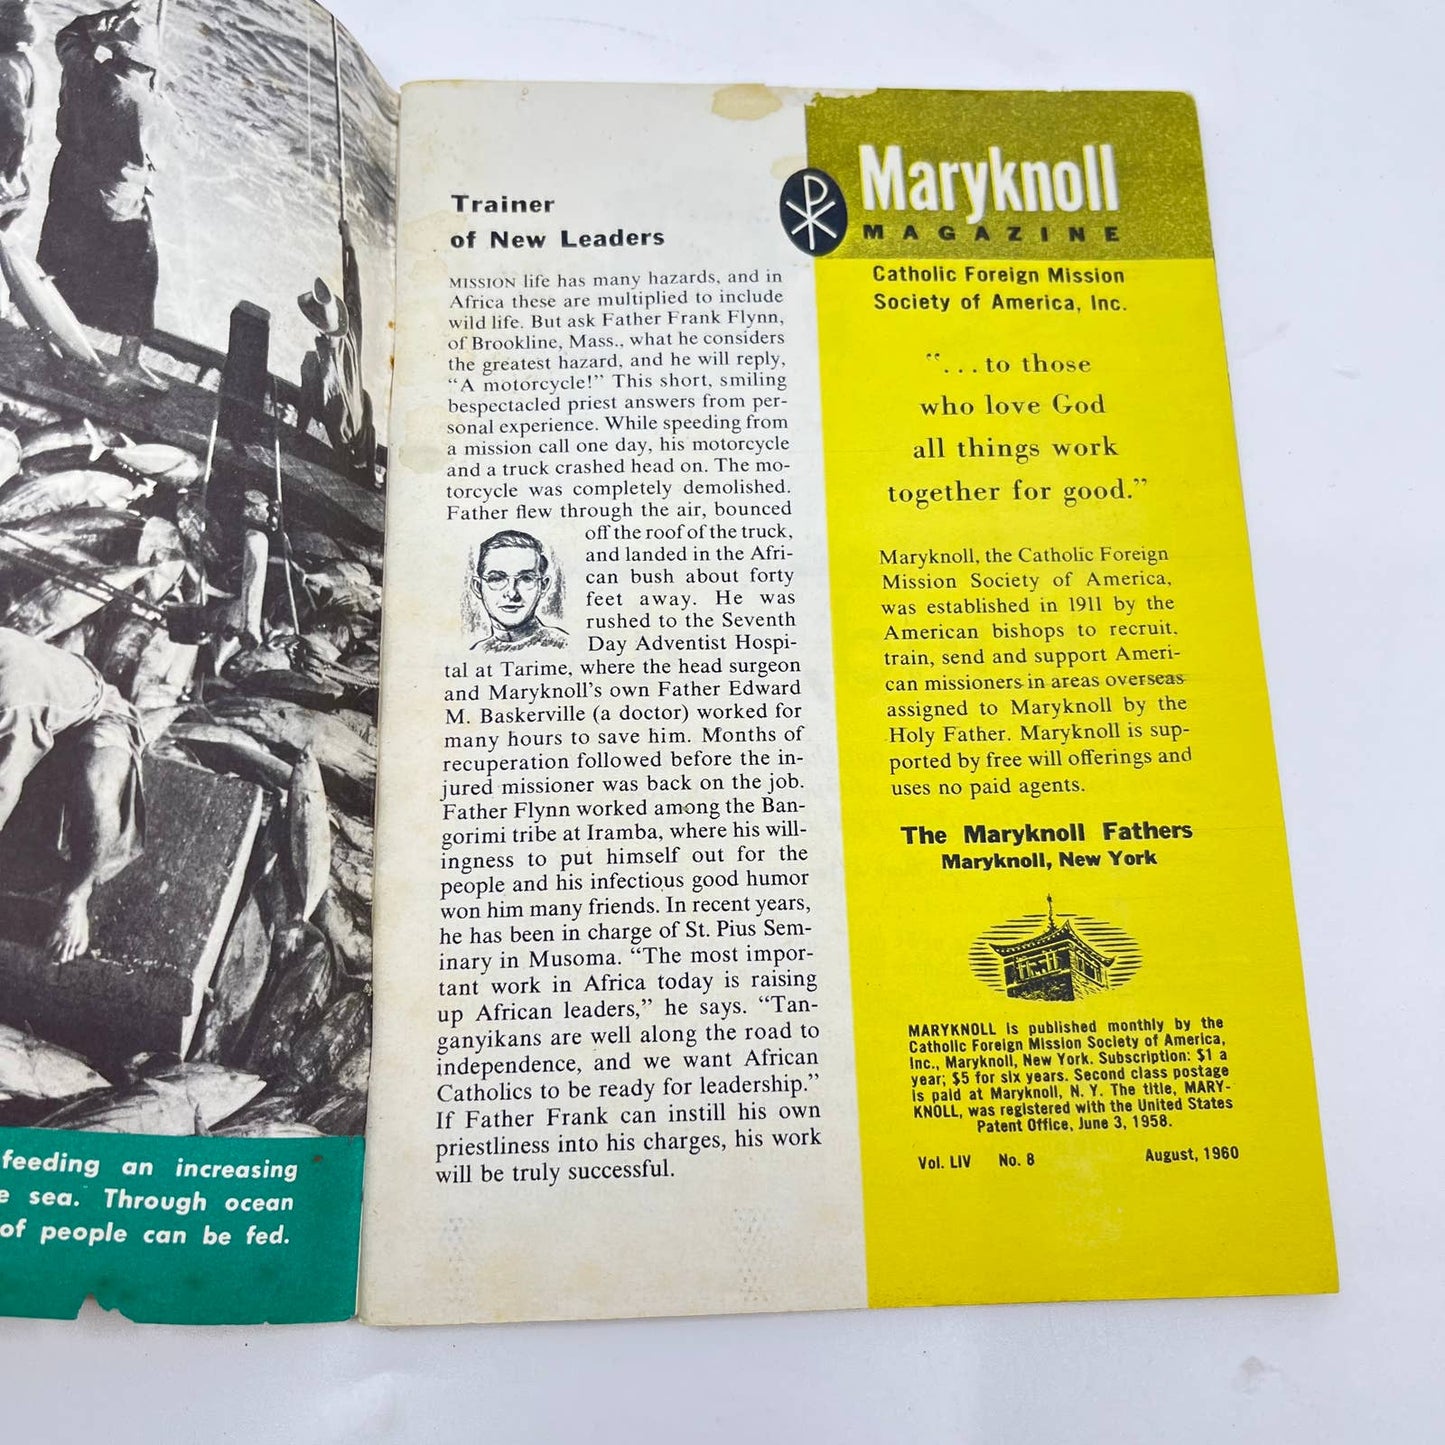 feeding an increasing
sea. Through ocean
of people can be fed.
Trainer
of New Leaders
MISSION life has many hazards, and in
Africa these are multiplied to include
wild life. But ask Father Frank Flynn,
of Brookline, Mass., what he considers
the greatest hazard, and he will reply,
“A motorcycle!” This short, smiling
bespectacled priest answers from per-
sonal experience. While speeding from
a mission call one day, his motorcycle
and a truck crashed head on. The mo-
torcycle was completely demolished.
Father flew through the air, bounced
off the roof of the truck,
and landed in the Afri-
can bush about forty
feet away. He was
rushed to the Seventh
Day Adventist Hospi-
tal at Tarime, where the head surgeon
and Maryknoll’s own Father Edward
M. Baskerville (a doctor) worked for
many hours to save him. Months of
recuperation followed before the in-
jured missioner was back on the job.
Father Flynn worked among the Ban-
gorimi tribe at Iramba, where his will-
ingness to put himself out for the
people and his infectious good humor
won him many friends. In recent years,
he has been in charge of St. Pius Sem-
inary in Musoma. “The most impor-
tant work in Africa today is raising
up African leaders,” he says. “Tan-
ganyikans are well along the road to
independence, and we want African
Catholics to be ready for leadership.”
If Father Frank can instill his own
priestliness into his charges, his work
will be truly successful.
Maryknoll
MAGAZINE
Catholic Foreign Mission
Society of America, Inc.
“...to those
who love God
all things work
together for good.”
Maryknoll, the Catholic Foreign
Mission Society of America,
was established in 1911 by the
American bishops to recruit,
train, send and support Ameri-
can missioners in areas overseas
assigned to Maryknoll by the
Holy Father. Maryknoll is sup-
ported by free will offerings and
uses no paid agents.
The Maryknoll Fathers
Maryknoll, New York
MARYKNOLL is published monthly by the
Catholic Foreign Mission Society of America,
Inc., Maryknoll, New York. Subscription: $1 a
year; $5 for six years. Second class postage
is paid at Maryknoll, N. Y. The title, MARY-
KNOLL, was registered with the United States
Patent Office, June 3, 1958.
Vol. LIV No. 8 August, 1960